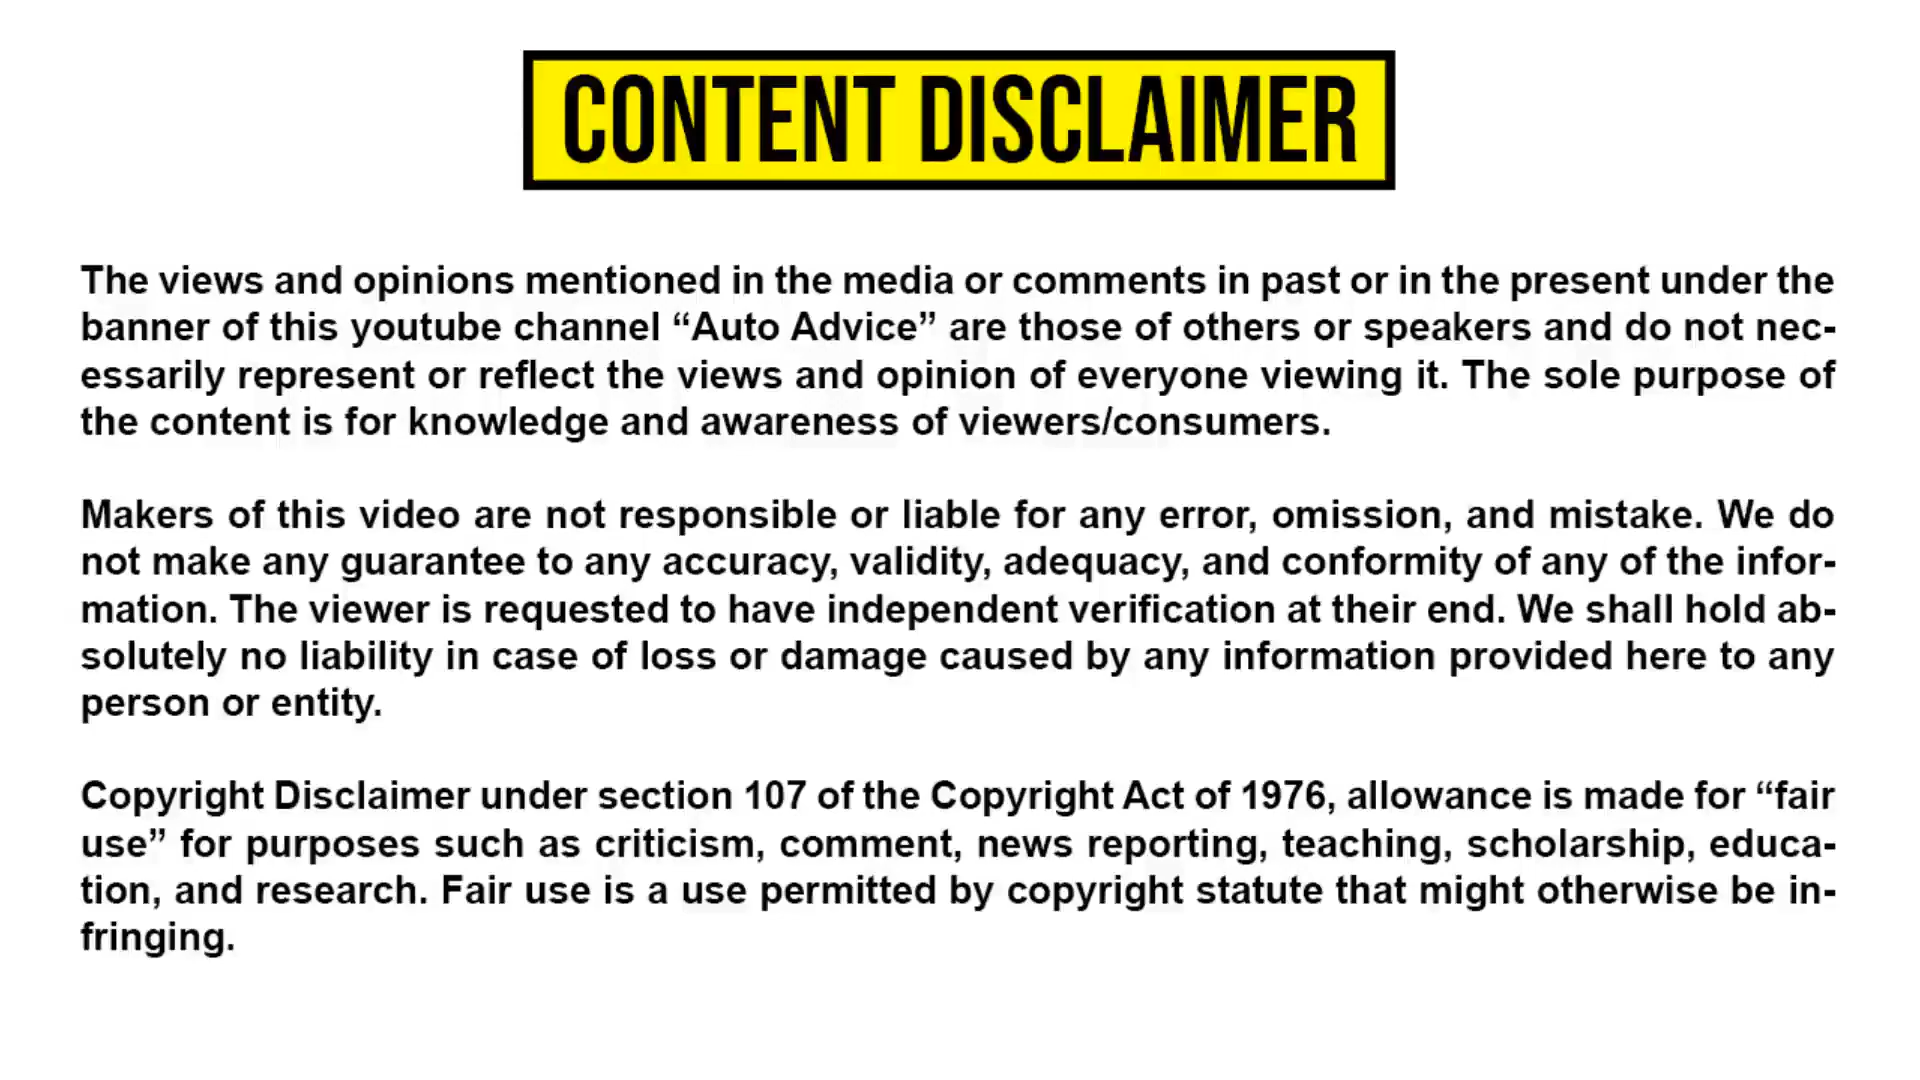 CONTENT DISCLAIMER
The views and opinions mentioned in the media or comments in past or in the present under the
banner of this youtube channel “Auto Advice” are those of others or speakers and do not nec-
essarily represent or reflect the views and opinion of everyone viewing it. The sole purpose of
the content is for knowledge and awareness of viewers/consumers.
Makers of this video are not responsible or liable for any error, omission, and mistake. We do
not make any guarantee to any accuracy, validity, adequacy, and conformity of any of the infor-
mation. The viewer is requested to have independent verification at their end. We shall hold ab-
solutely no liability in case of loss or damage caused by any information provided here to any
person or entity.
Copyright Disclaimer under section 107 of the Copyright Act of 1976, allowance is made for “fair
use” for purposes such as criticism, comment, news reporting, teaching, scholarship, educa-
tion, and research. Fair use is a use permitted by copyright statute that might otherwise be in-
fringing.